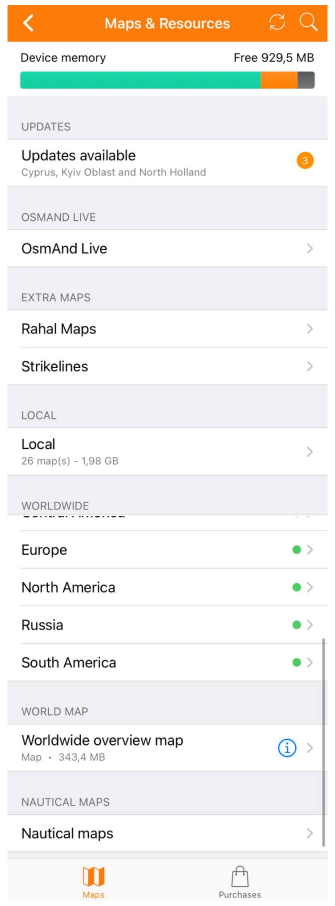 Maps & Resources
Device memory Free 929,5 MB
UPDATES
Updates available 3
Cyprus, Kyiv Oblast and North Holland
OSMAND LIVE
OsmAnd Live
EXTRA MAPS
Rahal Maps
Strikelines
LOCAL
Local
26 map(s) - 1,98 GB
WORLDWIDE
Central America
Europe
North America
Russia
South America
WORLD MAP
Worldwide overview map
Map • 343,4 MB
NAUTICAL MAPS
Nautical maps
Maps Purchases